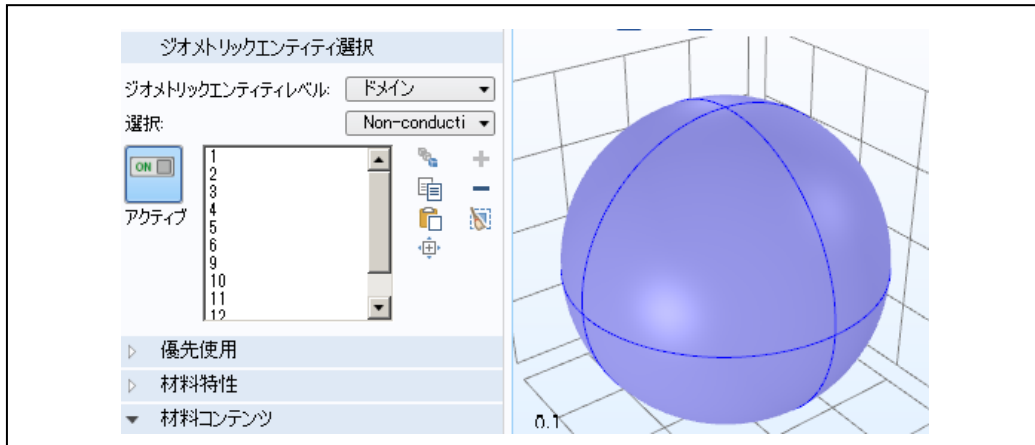 ジオメトリックエンティティ選択
ジオメトリックエンティティレベル: ドメイン
選択: Non-conducti
ON
アクティブ
1
2
3
4
5
6
9
10
11
12
優先使用
材料特性
材料コンテンツ
0.1